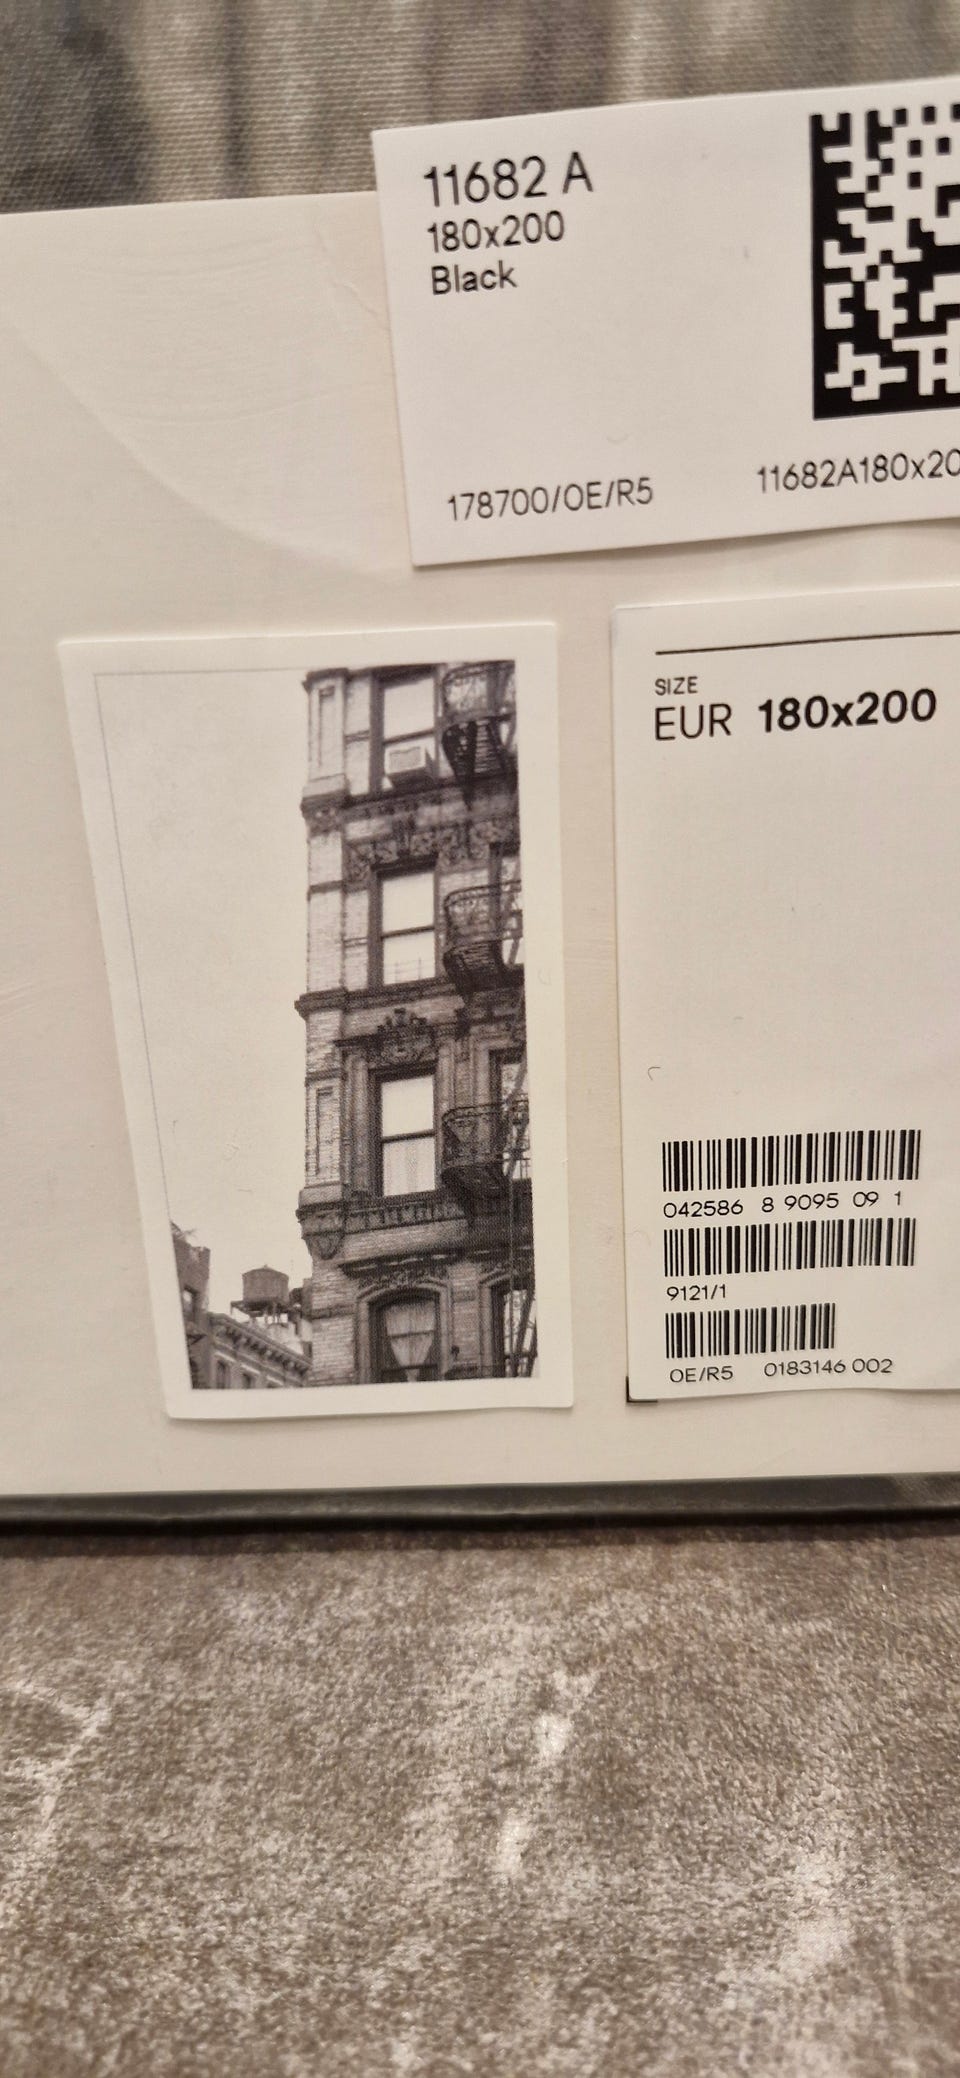 11682 A
180x200
Black
178700/OE/R5
11682A180x20
SIZE
EUR 180x200
042586 8 9095 09 1
9121/1
OE/R5 0183146 002